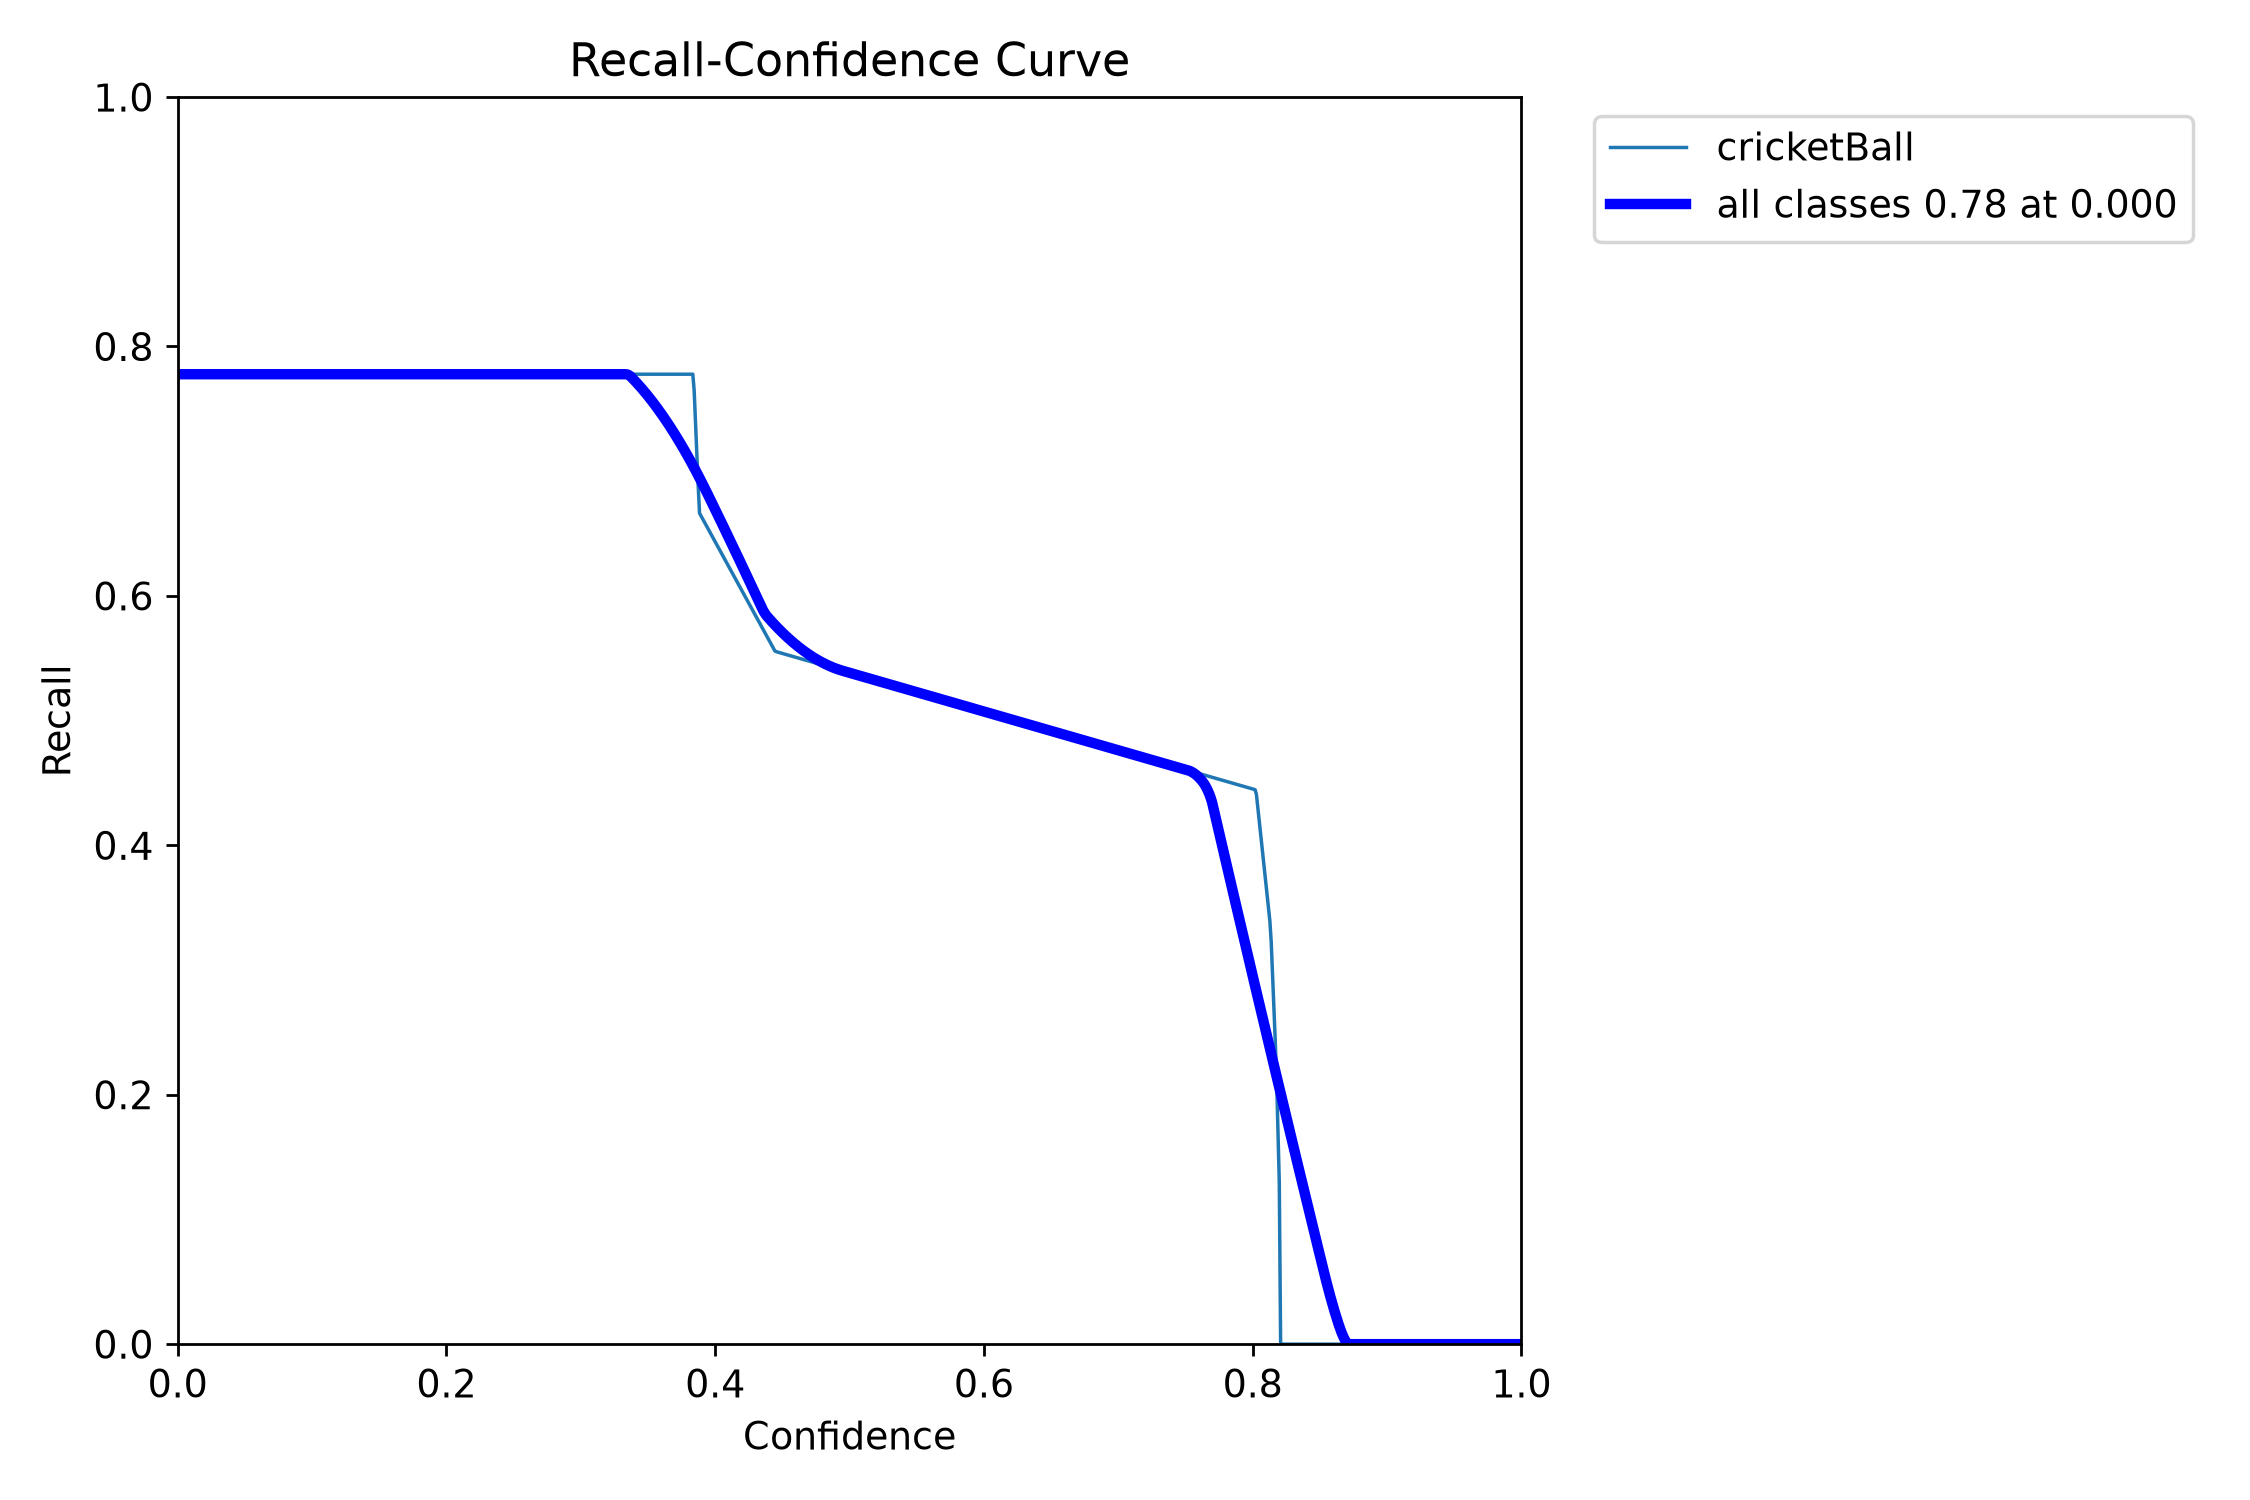 Recall-Confidence Curve
1.0
0.8
0.6
0.4
0.2
0.0
Recall
0.0 0.2 0.4 0.6 0.8 1.0
Confidence
cricketBall
all classes 0.78 at 0.000